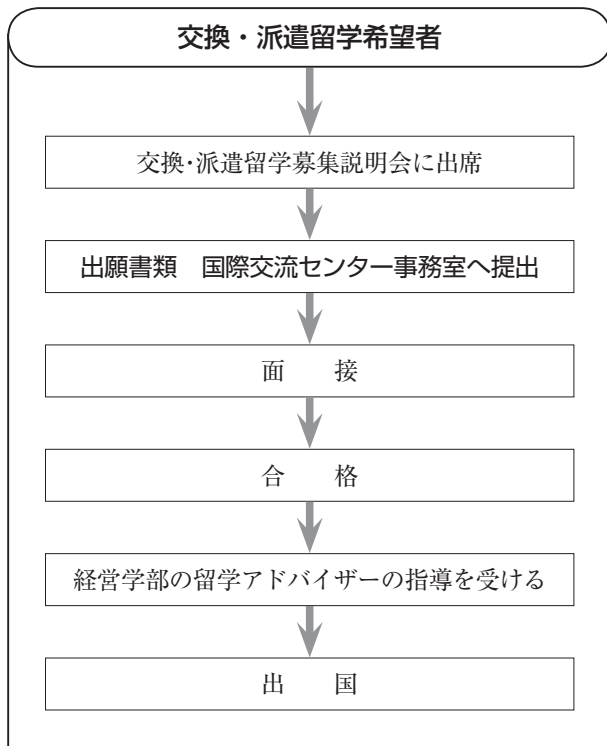 交換・派遣留学希望者
交換・派遣留学募集説明会に出席
出願書類　国際交流センター事務室へ提出
面　　接
合　　格
経営学部の留学アドバイザーの指導を受ける
出　　国